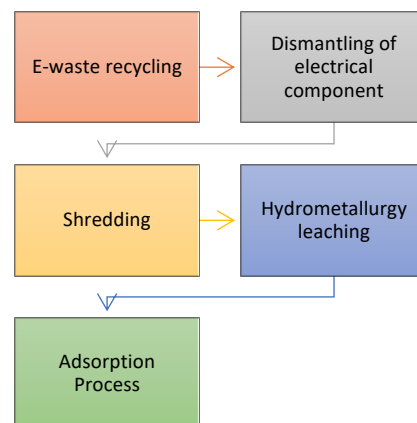 E-waste recycling
Dismantling of
electrical
component
Shredding
Hydrometallurgy
leaching
Adsorption
Process